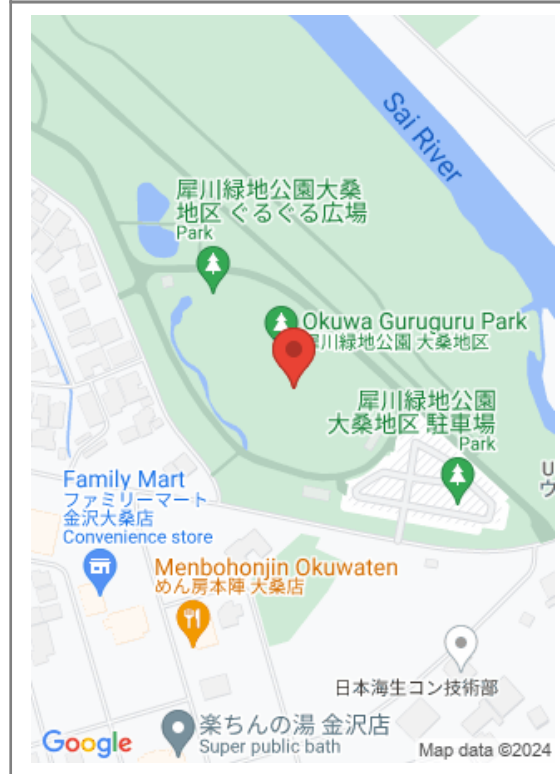 Sai River
犀川緑地公園大桑
地区 ぐるぐる広場
Park
Okuwa Guruguru Park
犀川緑地公園 大桑地区
犀川緑地公園
大桑地区 駐車場
Park
U
ウ
Family Mart
ファミリーマート
金沢大桑店
Convenience store
Menbohonjin Okuwaten
めん房本陣 大桑店
日本海生コン技術部
楽ちんの湯 金沢店
Super public bath
Google
Map data ©2024